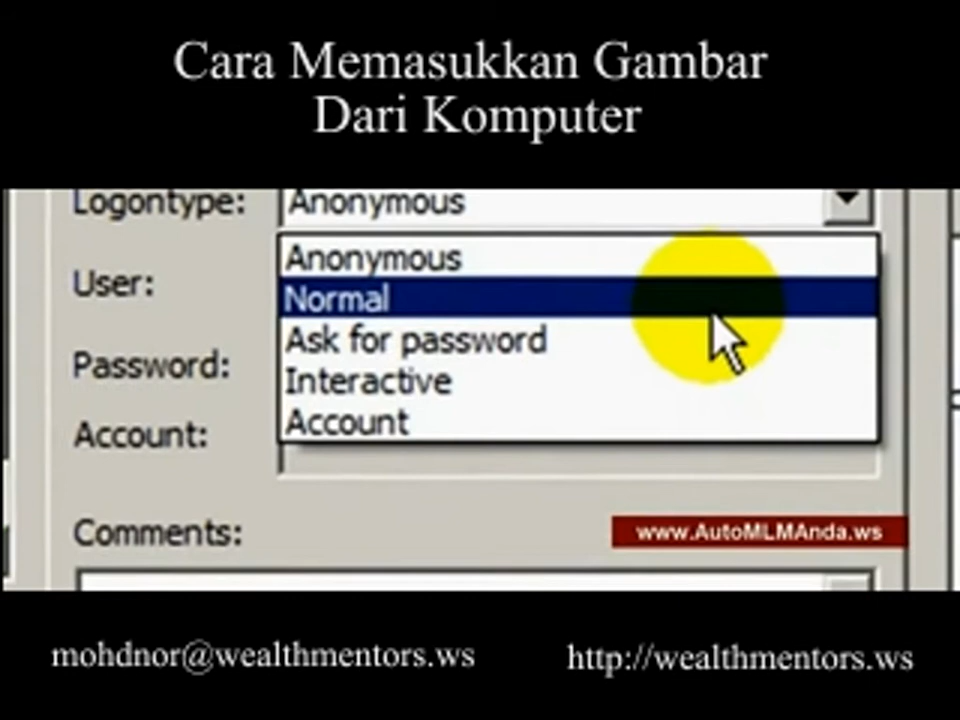 Cara Memasukkan Gambar
Dari Komputer
Logontype: Anonymous
Anonymous
User:
Normal
Ask for password
Password:
Interactive
Account
Account:
Comments:
www.AutoMLMAnda.ws
mohdnor@wealthmentors.ws
http://wealthmentors.ws